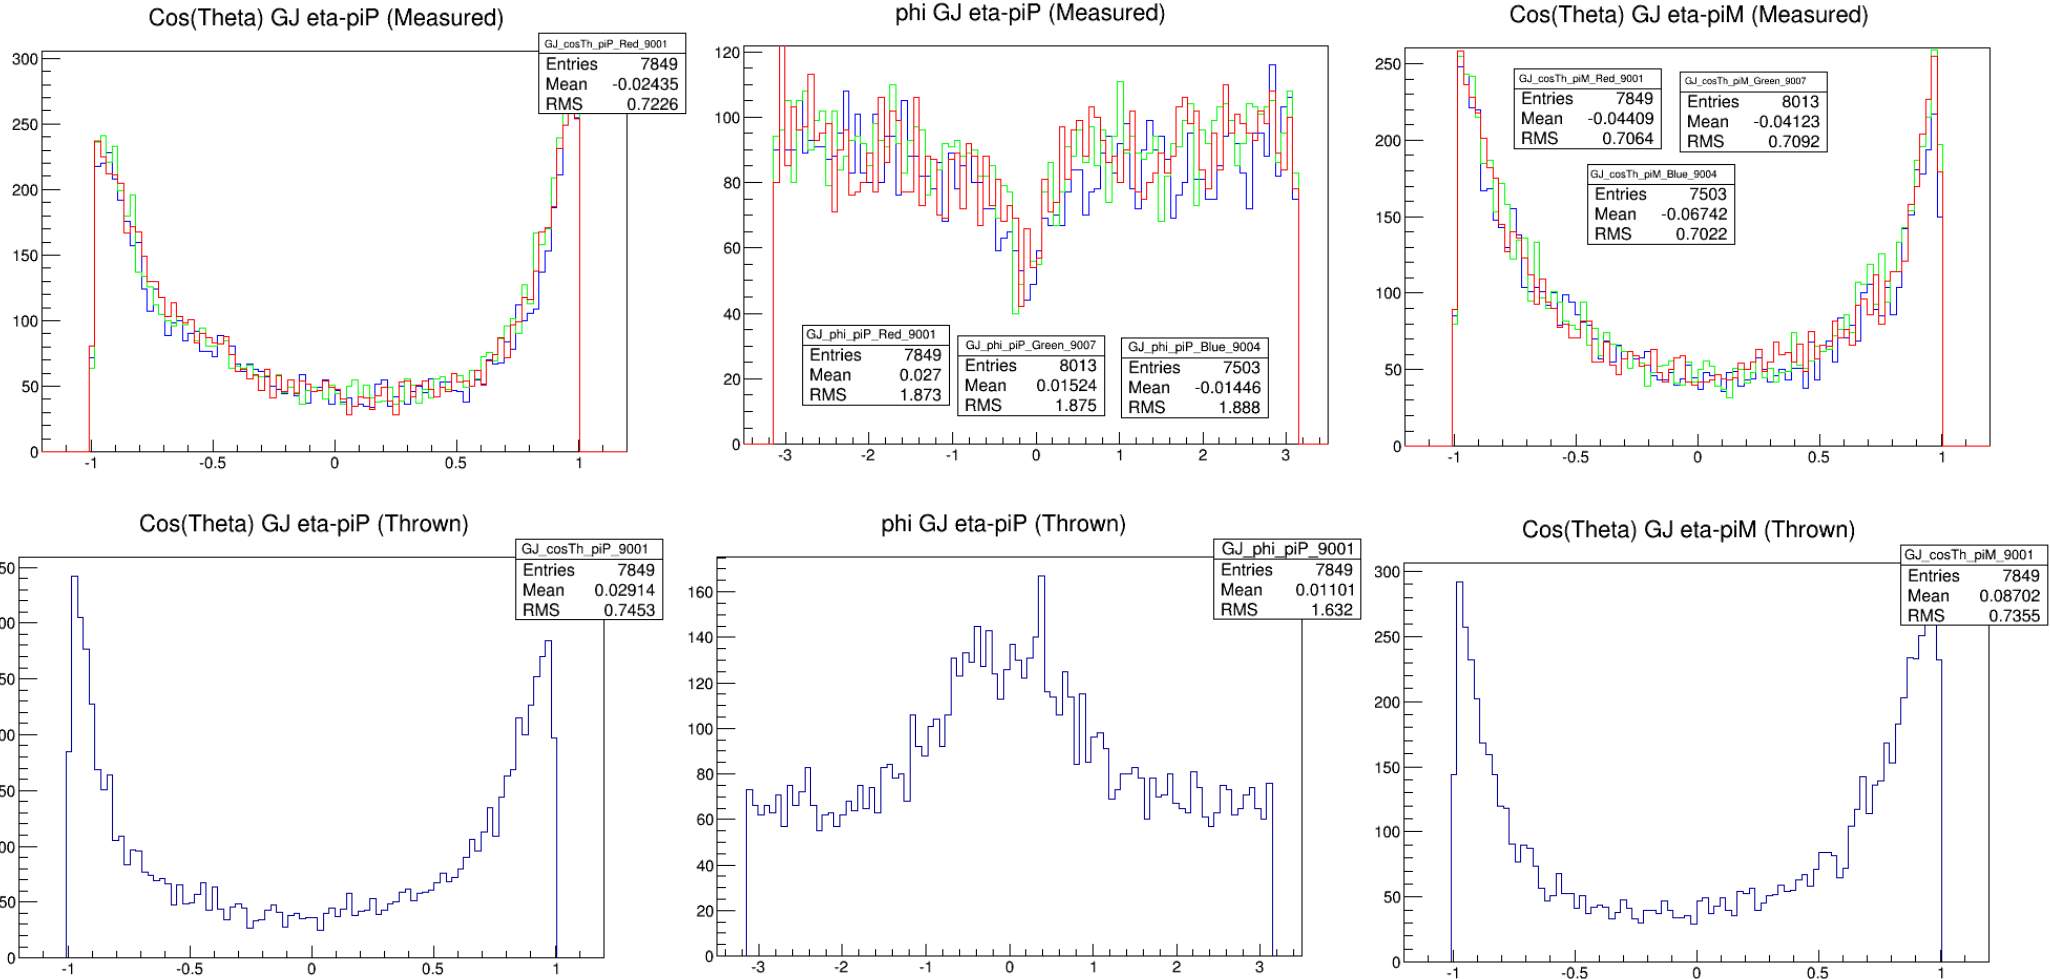 Cos(Theta) GJ eta-piP (Measured)
GJ_cosTh_piP_Red_9001
Entries 7849
Mean -0.02435
RMS 0.7226
300
250
200
150
100
50
0
-1 -0.5 0 0.5 1
phi GJ eta-piP (Measured)
120
100
80
60
40
20
0
GJ_phi_piP_Red_9001
Entries 7849
Mean 0.027
RMS 1.873
GJ_phi_piP_Green_9007
Entries 8013
Mean 0.01524
RMS 1.875
GJ_phi_piP_Blue_9004
Entries 7503
Mean -0.01446
RMS 1.888
-3 -2 -1 0 1 2 3
Cos(Theta) GJ eta-piM (Measured)
250
200
150
100
50
0
GJ_cosTh_piM_Red_9001
Entries 7849
Mean -0.04409
RMS 0.7064
GJ_cosTh_piM_Green_9007
Entries 8013
Mean -0.04123
RMS 0.7092
GJ_cosTh_piM_Blue_9004
Entries 7503
Mean -0.06742
RMS 0.7022
-1 -0.5 0 0.5 1
Cos(Theta) GJ eta-piP (Thrown)
GJ_cosTh_piP_9001
Entries 7849
Mean 0.02914
RMS 0.7453
50
00
50
00
50
00
50
0
-1 -0.5 0 0.5 1
phi GJ eta-piP (Thrown)
GJ_phi_piP_9001
Entries 7849
Mean 0.01101
RMS 1.632
160
140
120
100
80
60
40
20
0
-3 -2 -1 0 1 2 3
Cos(Theta) GJ eta-piM (Thrown)
GJ_cosTh_piM_9001
Entries 7849
Mean 0.08702
RMS 0.7355
300
250
200
150
100
50
0
-1 -0.5 0 0.5 1